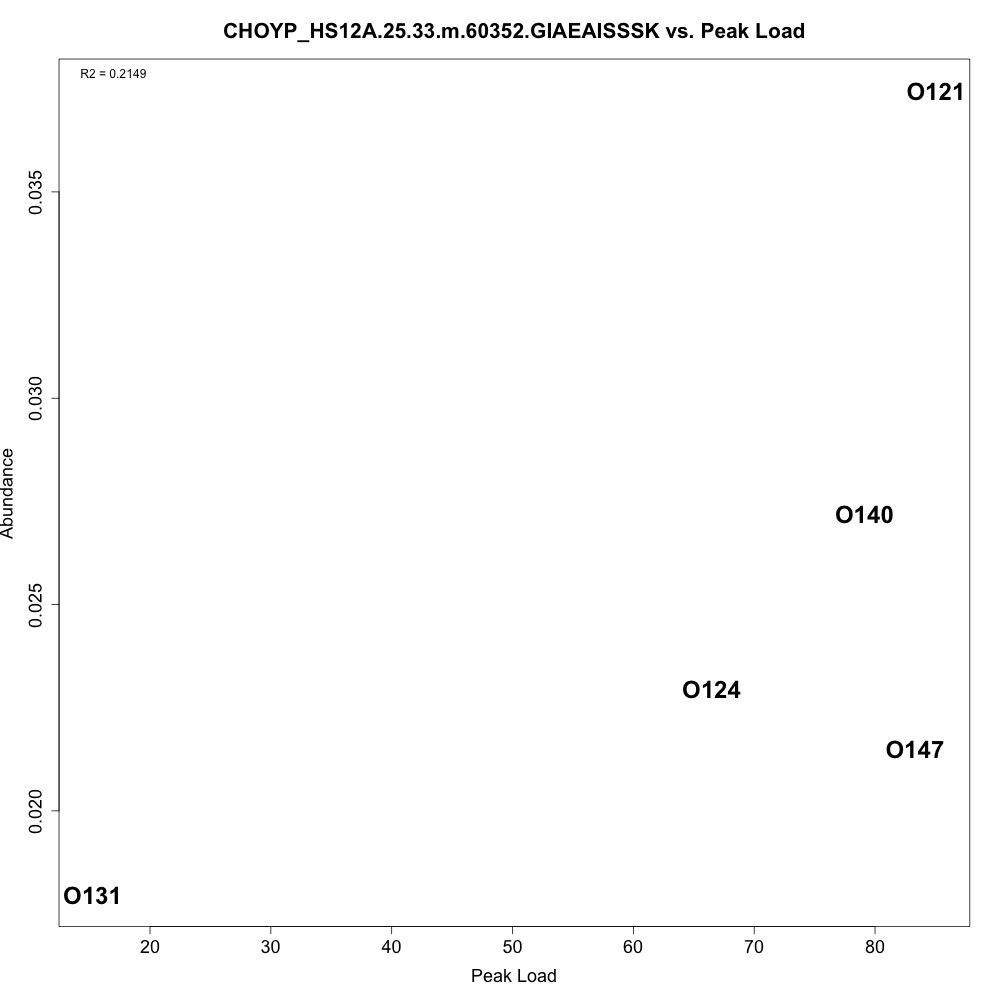 CHOYP_HS12A.25.33.m.60352.GIAEAISSSK vs. Peak Load
R2 = 0.2149
O121
0.035
0.030
Abundance
O140
0.025
O124
O147
0.020
O131
20 30 40 50 60 70 80
Peak Load